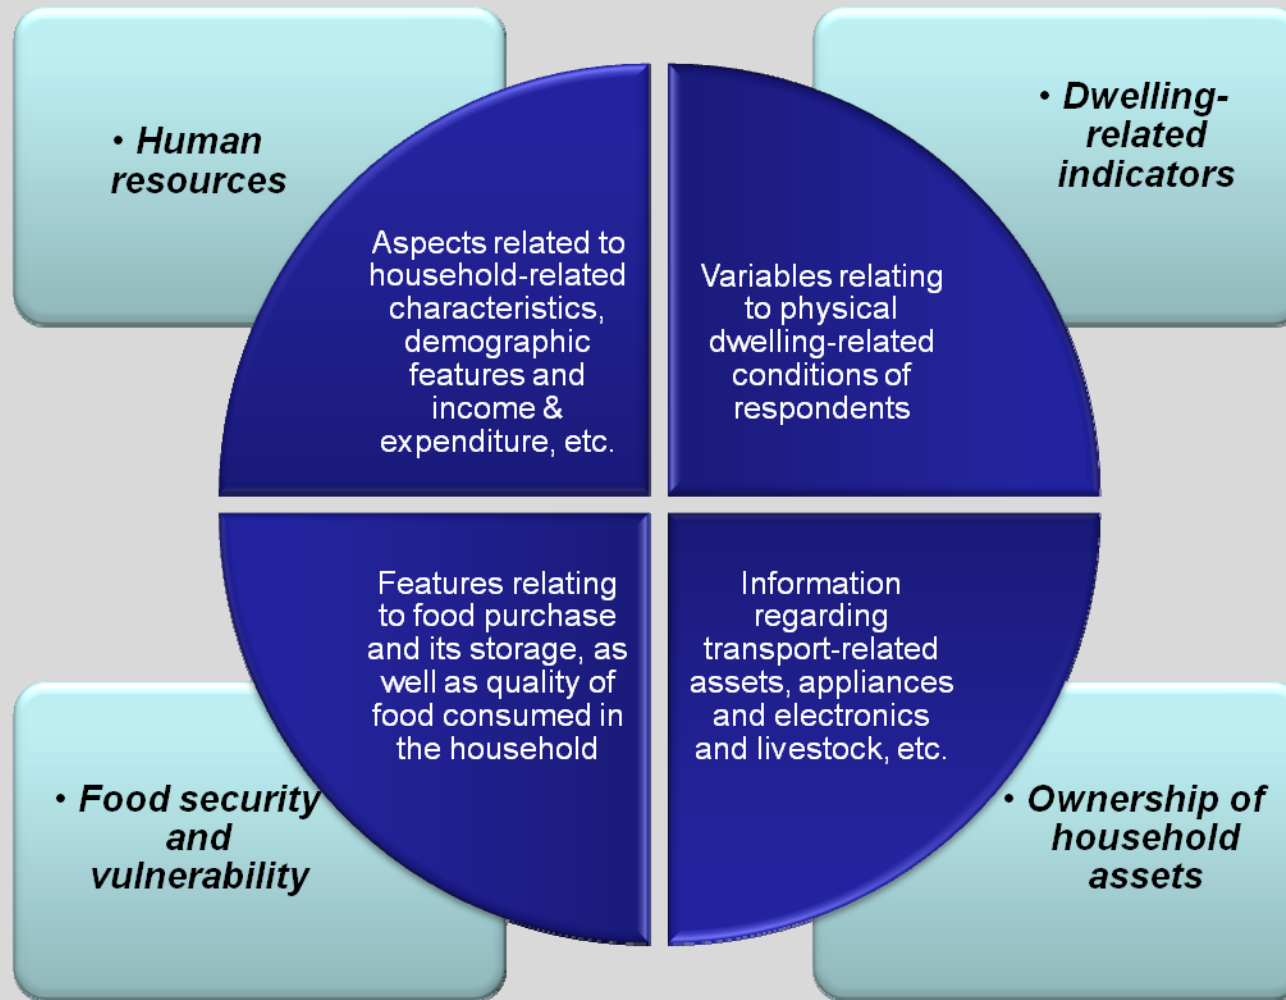 • Human
resources
• Dwelling-
related
indicators
Aspects related to
household-related
characteristics,
demographic
features and
income &
expenditure, etc.
Variables relating
to physical
dwelling-related
conditions of
respondents
Features relating
to food purchase
and its storage, as
well as quality of
food consumed in
the household
Information
regarding
transport-related
assets, appliances
and electronics
and livestock, etc.
• Food security
and
vulnerability
• Ownership of
household
assets